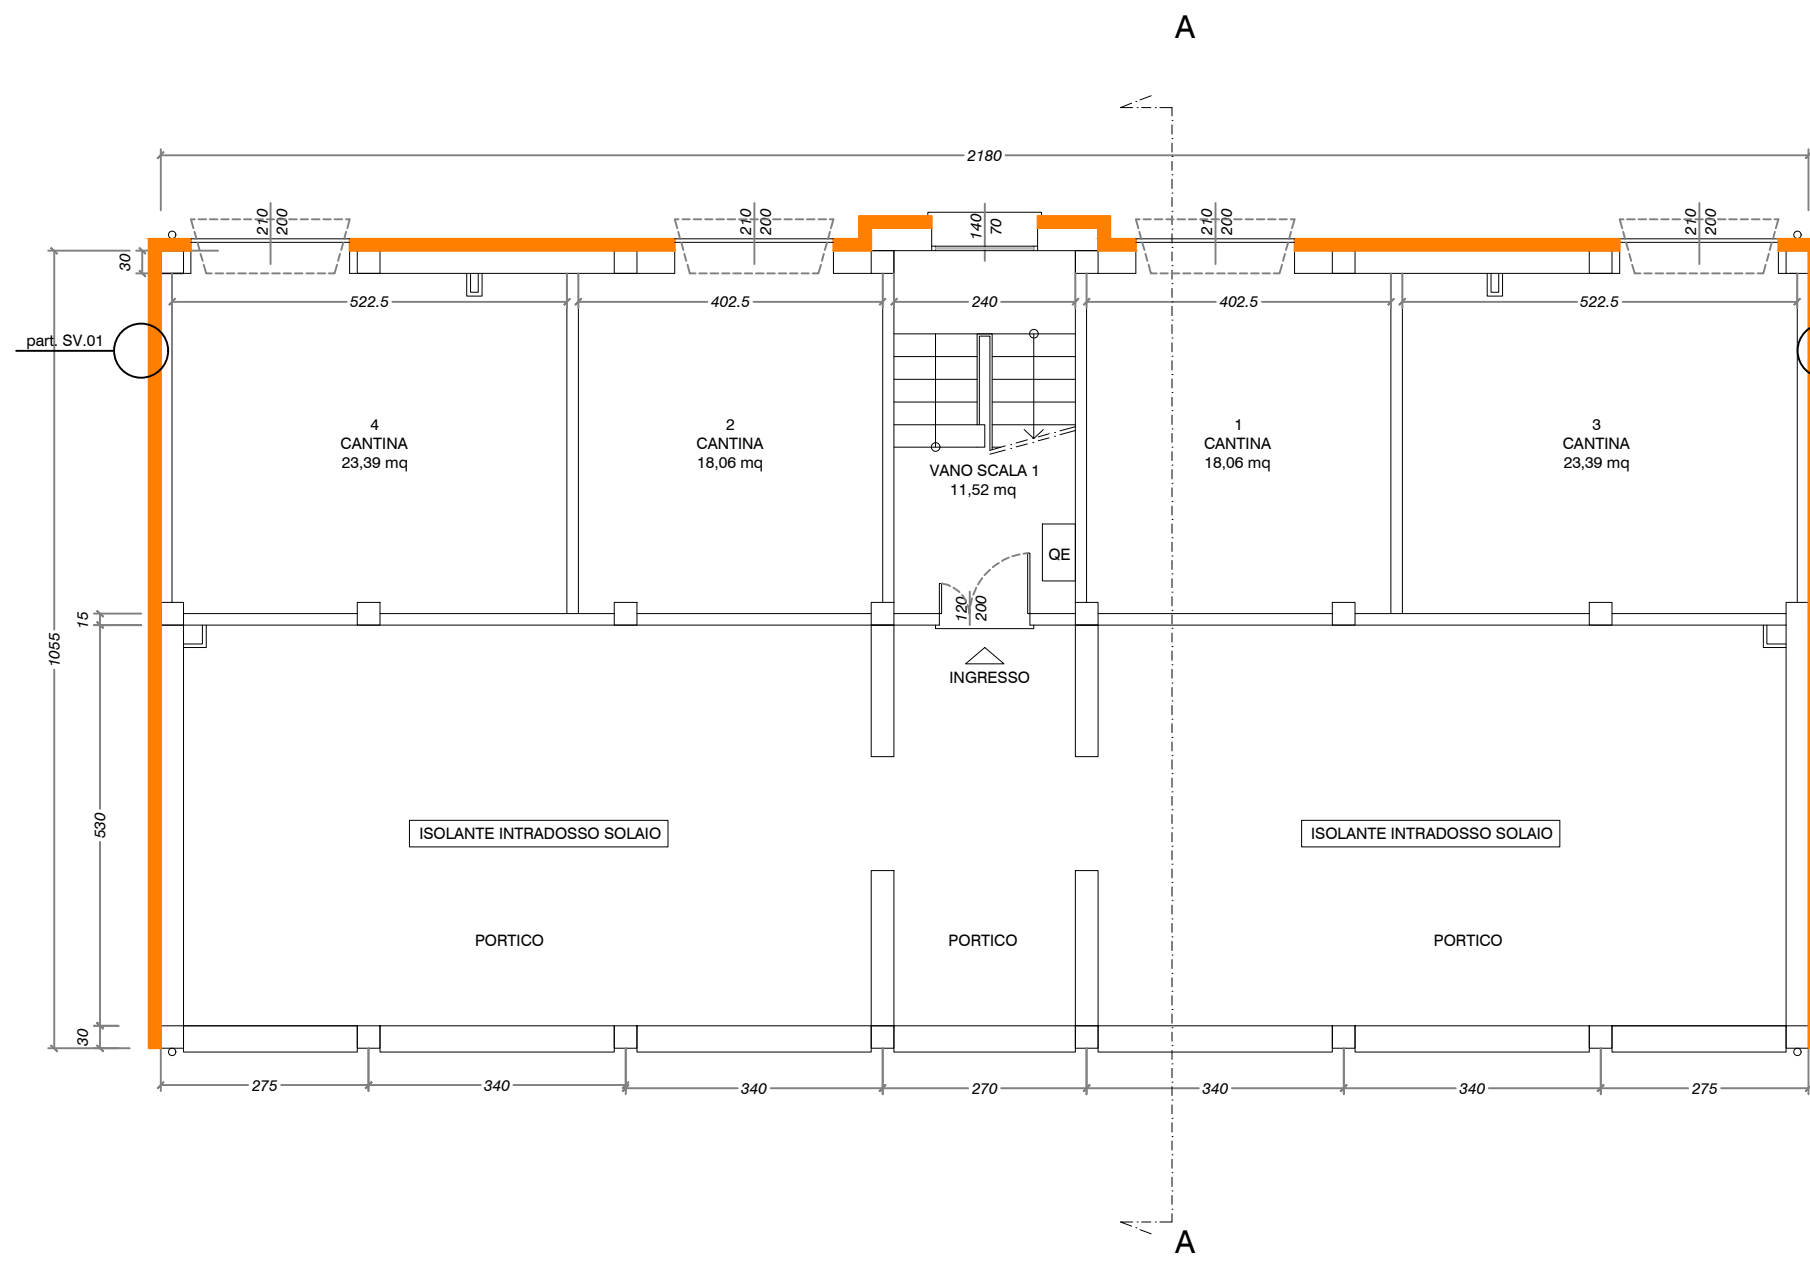 A
2180
210
200
210
200
140
70
210
200
210
200
30
522.5
402.5
240
402.5
522.5
part. SV.01
4
CANTINA
23,39 mq
2
CANTINA
18,06 mq
1
CANTINA
18,06 mq
3
CANTINA
23,39 mq
VANO SCALA 1
11,52 mq
QE
120
200
15
1055
INGRESSO
530
ISOLANTE INTRADOSSO SOLAIO
ISOLANTE INTRADOSSO SOLAIO
PORTICO
PORTICO
PORTICO
30
275
340
340
270
340
340
275
A